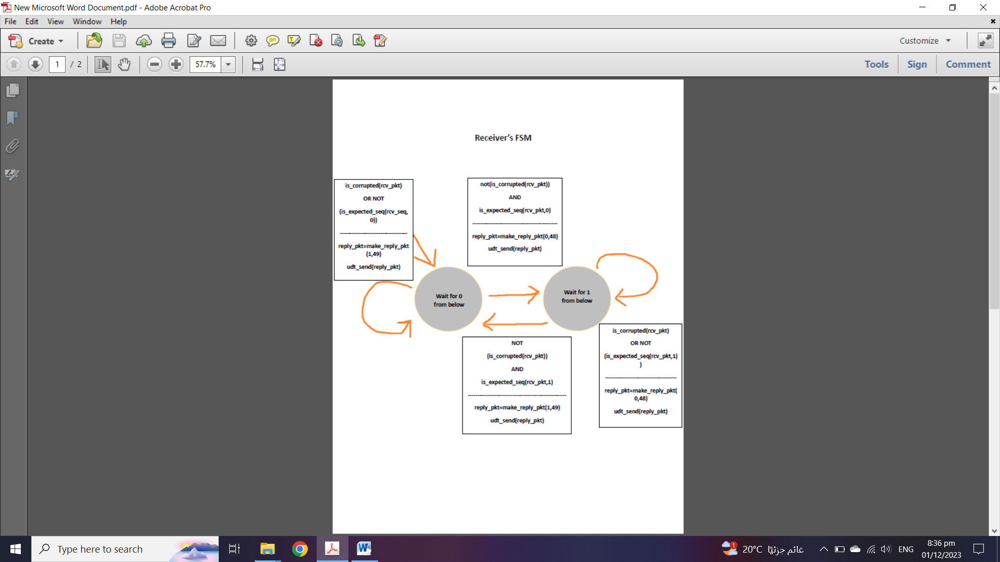 New Microsoft Word Document.pdf - Adobe Acrobat Pro
File Edit View Window Help
Create
Customize
1 / 2
57.7%
Tools Sign Comment
Receiver's FSM
is_corrupted(rcv_pkt)
OR NOT
(is_expected_seq(rcv_seq,
0))
-----------------------------------
reply_pkt=make_reply_pkt
(1,49)
udt_send(reply_pkt)
not(is_corrupted(rcv_pkt))
AND
is_expected_seq(rcv_pkt,0)
--------------------------------------------
reply_pkt=make_reply_pkt(0,48)
udt_send(reply_pkt)
Wait for 0
from below
Wait for 1
from below
NOT
(is_corrupted(rcv_pkt))
AND
is_expected_seq(rcv_pkt,1)
---------------------------------------------------
reply_pkt=make_reply_pkt(1,49)
udt_send(reply_pkt)
is_corrupted(rcv_pkt)
OR NOT
(is_expected_seq(rcv_pkt,1)
)
-------------------------------------
reply_pkt=make_reply_pkt(
0,48)
udt_send(reply_pkt)
Type here to search
1
20°C غائم جزئيًا
ENG
8:36 pm
01/12/2023